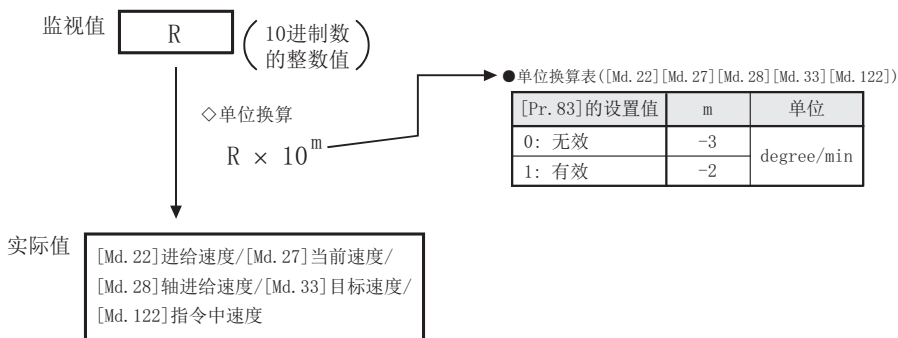 监视值
R
10进制数
的整数值
◇单位换算
R × 10^m
●单位换算表([Md.22][Md.27][Md.28][Md.33][Md.122])
[Pr.83]的设置值 m 单位
0: 无效 -3 degree/min
1: 有效 -2
实际值
[Md.22]进给速度/[Md.27]当前速度/
[Md.28]轴进给速度/[Md.33]目标速度/
[Md.122]指令中速度